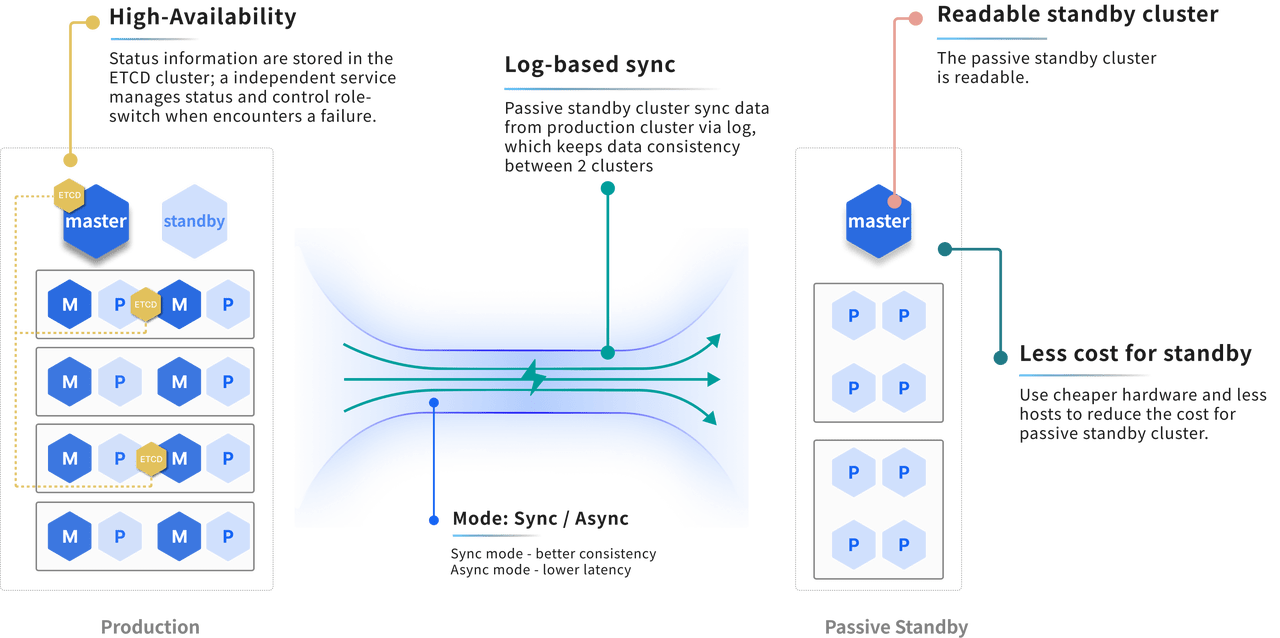 High-Availability
Status information are stored in the
ETCD cluster; a independent service
manages status and control role-
switch when encounters a failure.
Log-based sync
Passive standby cluster sync data
from production cluster via log,
which keeps data consistency
between 2 clusters
Readable standby cluster
The passive standby cluster
is readable.
ETCD
master
standby
M P ETCD M P
M P M P
M P ETCD M P
M P M P
Production
Mode: Sync / Async
Sync mode - better consistency
Async mode - lower latency
master
P P
P P
P P
P P
Passive Standby
Less cost for standby
Use cheaper hardware and less
hosts to reduce the cost for
passive standby cluster.